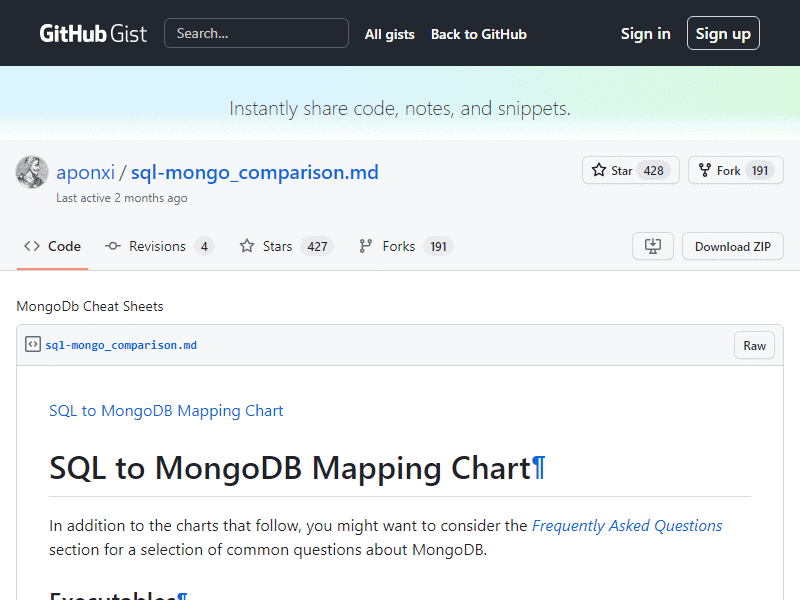 GitHub Gist Search... All gists Back to GitHub Sign in Sign up
Instantly share code, notes, and snippets.
aponxi / sql-mongo_comparison.md Star 428 Fork 191
Last active 2 months ago
Code Revisions 4 Stars 427 Forks 191 Download ZIP
MongoDb Cheat Sheets
sql-mongo_comparison.md Raw
SQL to MongoDB Mapping Chart
SQL to MongoDB Mapping Chart¶
In addition to the charts that follow, you might want to consider the Frequently Asked Questions
section for a selection of common questions about MongoDB.
Executables¶